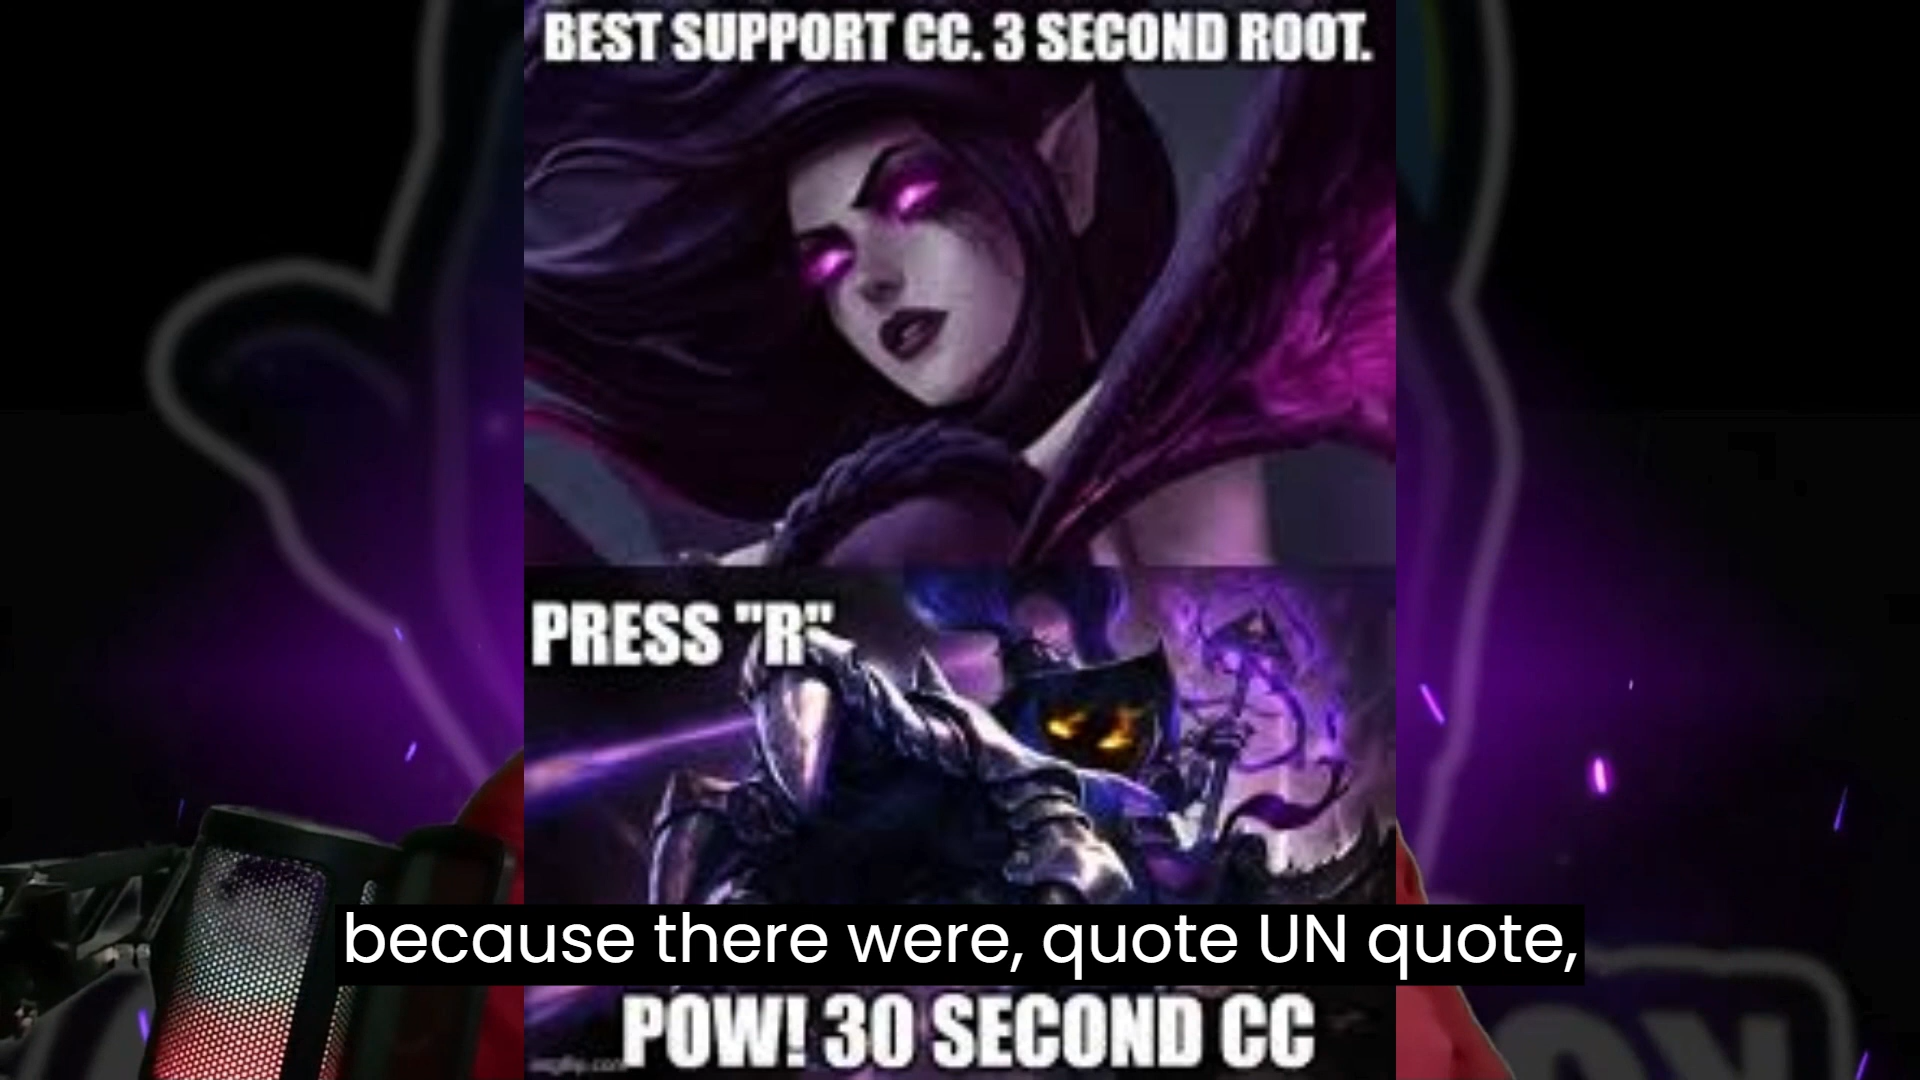 BEST SUPPORT CC. 3 SECOND ROOT.
PRESS "R"
because there were, quote UN quote,
POW! 30 SECOND CC